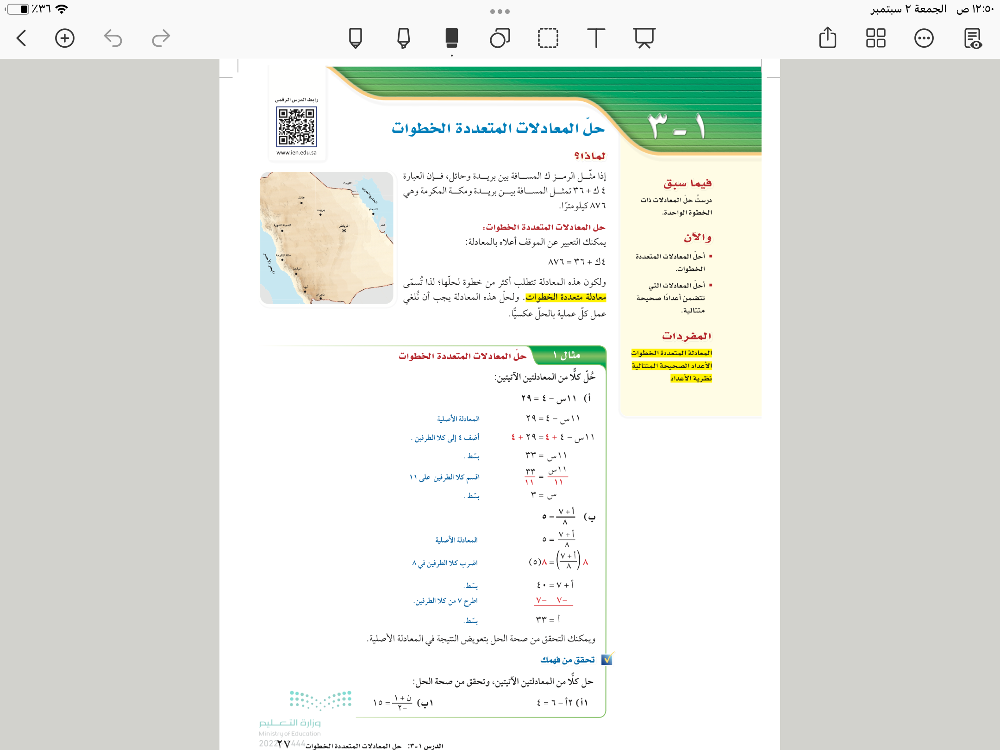 ١٢:٥٠ ص الجمعة ٢ سبتمبر
٣٦٪
٣-١
رابط الدرس الرقمي
www.ien.edu.sa
حلّ المعادلات المتعددة الخطوات
فيما سبق
درستُ حلّ المعادلات ذات
الخطوة الواحدة.
والآن
أحلّ المعادلات المتعددة
الخطوات.
أحلّ المعادلات التي
تتضمن أعدادًا صحيحة
متتالية.
المفردات
المعادلة المتعددة الخطوات
الأعداد الصحيحة المتتالية
نظرية الأعداد
لماذا؟
إذا مثّل الرمز ك المسافة بين بريدة وحائل، فإن العبارة
٤ ك + ٣٦ تمثل المسافة بين بريدة ومكة المكرمة وهي
٨٧٦ كيلومترًا.
الكويت
الخليج العربي
حائل
بريدة
الدمام
قطر
الرياض
المدينة المنورة
مكة المكرمة
البحر الأحمر
الباحة
أبها
نجران
حل المعادلات المتعددة الخطوات:
يمكنك التعبير عن الموقف أعلاه بالمعادلة:
٤ك + ٣٦ = ٨٧٦
ولكون هذه المعادلة تتطلب أكثر من خطوة لحلّها؛ لذا تُسمّى
معادلة متعددة الخطوات. ولحلّ هذه المعادلة يجب أن نُلغي
عمل كلّ عملية بالحلّ عكسيًّا.
مثال ١ حلّ المعادلات المتعددة الخطوات
حُلّ كلًّا من المعادلتين الآتيتين:
أ) ١١س – ٤ = ٢٩
١١س – ٤ = ٢٩ المعادلة الأصلية
١١س – ٤ + ٤ = ٢٩ + ٤ أضف ٤ إلى كلا الطرفين .
١١س = ٣٣ بسّط .
١١س/١١ = ٣٣/١١ اقسم كلا الطرفين على ١١
س = ٣ بسّط .
ب) (أ + ٧)/٨ = ٥
(أ + ٧)/٨ = ٥ المعادلة الأصلية
٨((أ + ٧)/٨) = ٨(٥) اضرب كلا الطرفين في ٨
أ + ٧ = ٤٠ بسّط.
–٧ –٧ اطرح ٧ من كلا الطرفين.
أ = ٣٣ بسّط.
ويمكنك التحقق من صحة الحل بتعويض النتيجة في المعادلة الأصلية.
تحقق من فهمك
حل كلًّا من المعادلتين الآتيتين، وتحقق من صحة الحل:
١أ) ٢أ – ٦ = ٤ ١ب) (ن + ١)/–٢ = ١٥
وزارة التعليم
Ministry of Education
2022 - 1444
الدرس ١-٣: حل المعادلات المتعددة الخطوات ٢٧